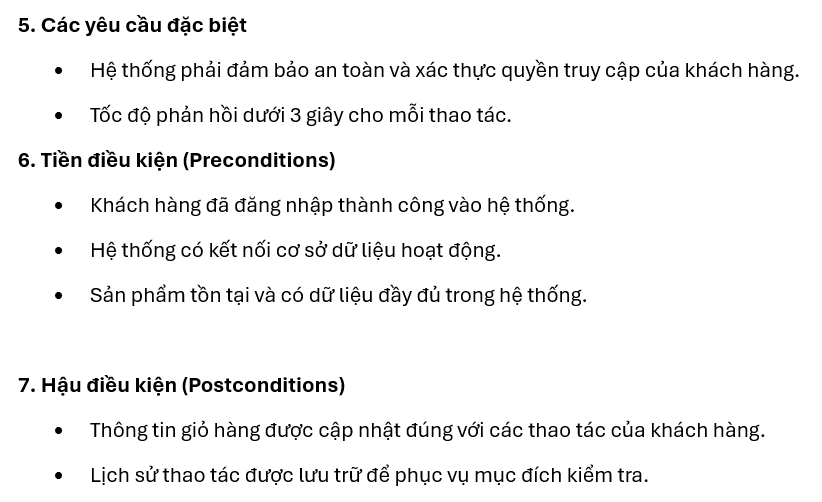 5. Các yêu cầu đặc biệt
• Hệ thống phải đảm bảo an toàn và xác thực quyền truy cập của khách hàng.
• Tốc độ phản hồi dưới 3 giây cho mỗi thao tác.
6. Tiền điều kiện (Preconditions)
• Khách hàng đã đăng nhập thành công vào hệ thống.
• Hệ thống có kết nối cơ sở dữ liệu hoạt động.
• Sản phẩm tồn tại và có dữ liệu đầy đủ trong hệ thống.
7. Hậu điều kiện (Postconditions)
• Thông tin giỏ hàng được cập nhật đúng với các thao tác của khách hàng.
• Lịch sử thao tác được lưu trữ để phục vụ mục đích kiểm tra.